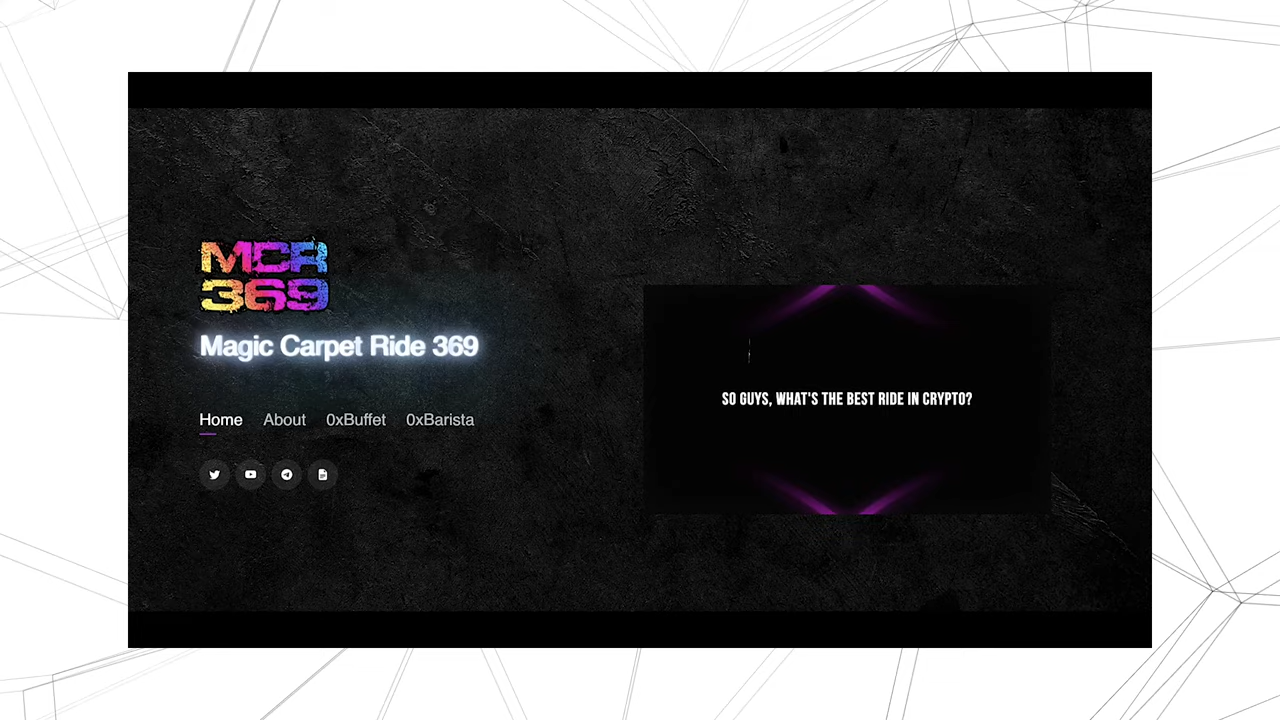 MCR
369
Magic Carpet Ride 369
Home About 0xBuffet 0xBarista
SO GUYS, WHAT'S THE BEST RIDE IN CRYPTO?